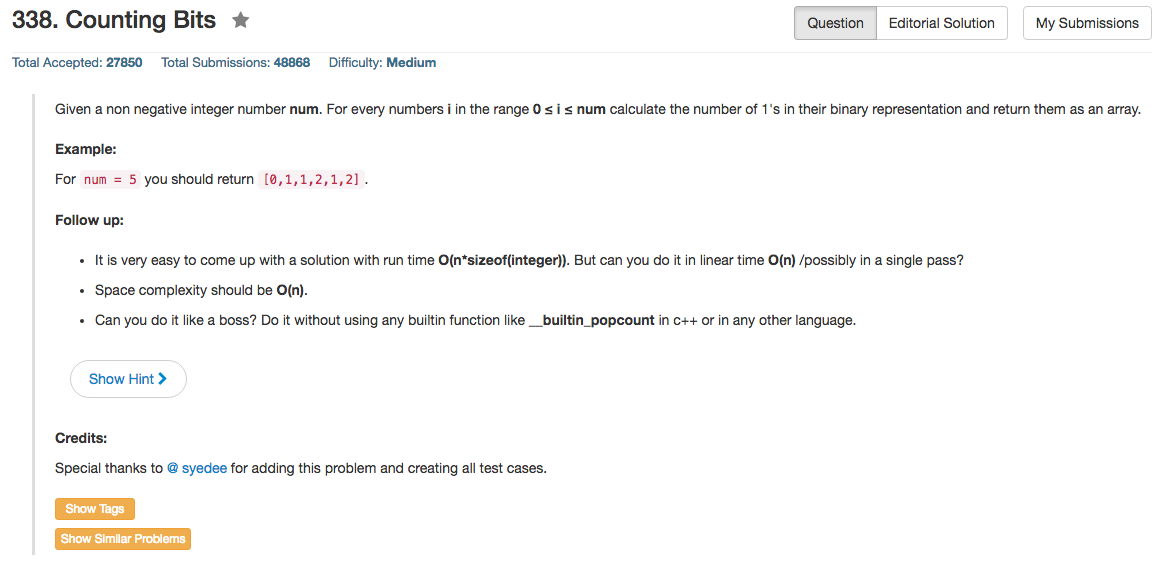 338. Counting Bits
Question
Editorial Solution
My Submissions
Total Accepted: 27850 Total Submissions: 48868 Difficulty: Medium
Given a non negative integer number num. For every numbers i in the range 0 ≤ i ≤ num calculate the number of 1's in their binary representation and return them as an array.
Example:
For num = 5 you should return [0,1,1,2,1,2].
Follow up:
• It is very easy to come up with a solution with run time O(n*sizeof(integer)). But can you do it in linear time O(n) /possibly in a single pass?
• Space complexity should be O(n).
• Can you do it like a boss? Do it without using any builtin function like __builtin_popcount in c++ or in any other language.
Show Hint
Credits:
Special thanks to @ syedee for adding this problem and creating all test cases.
Show Tags
Show Similar Problems